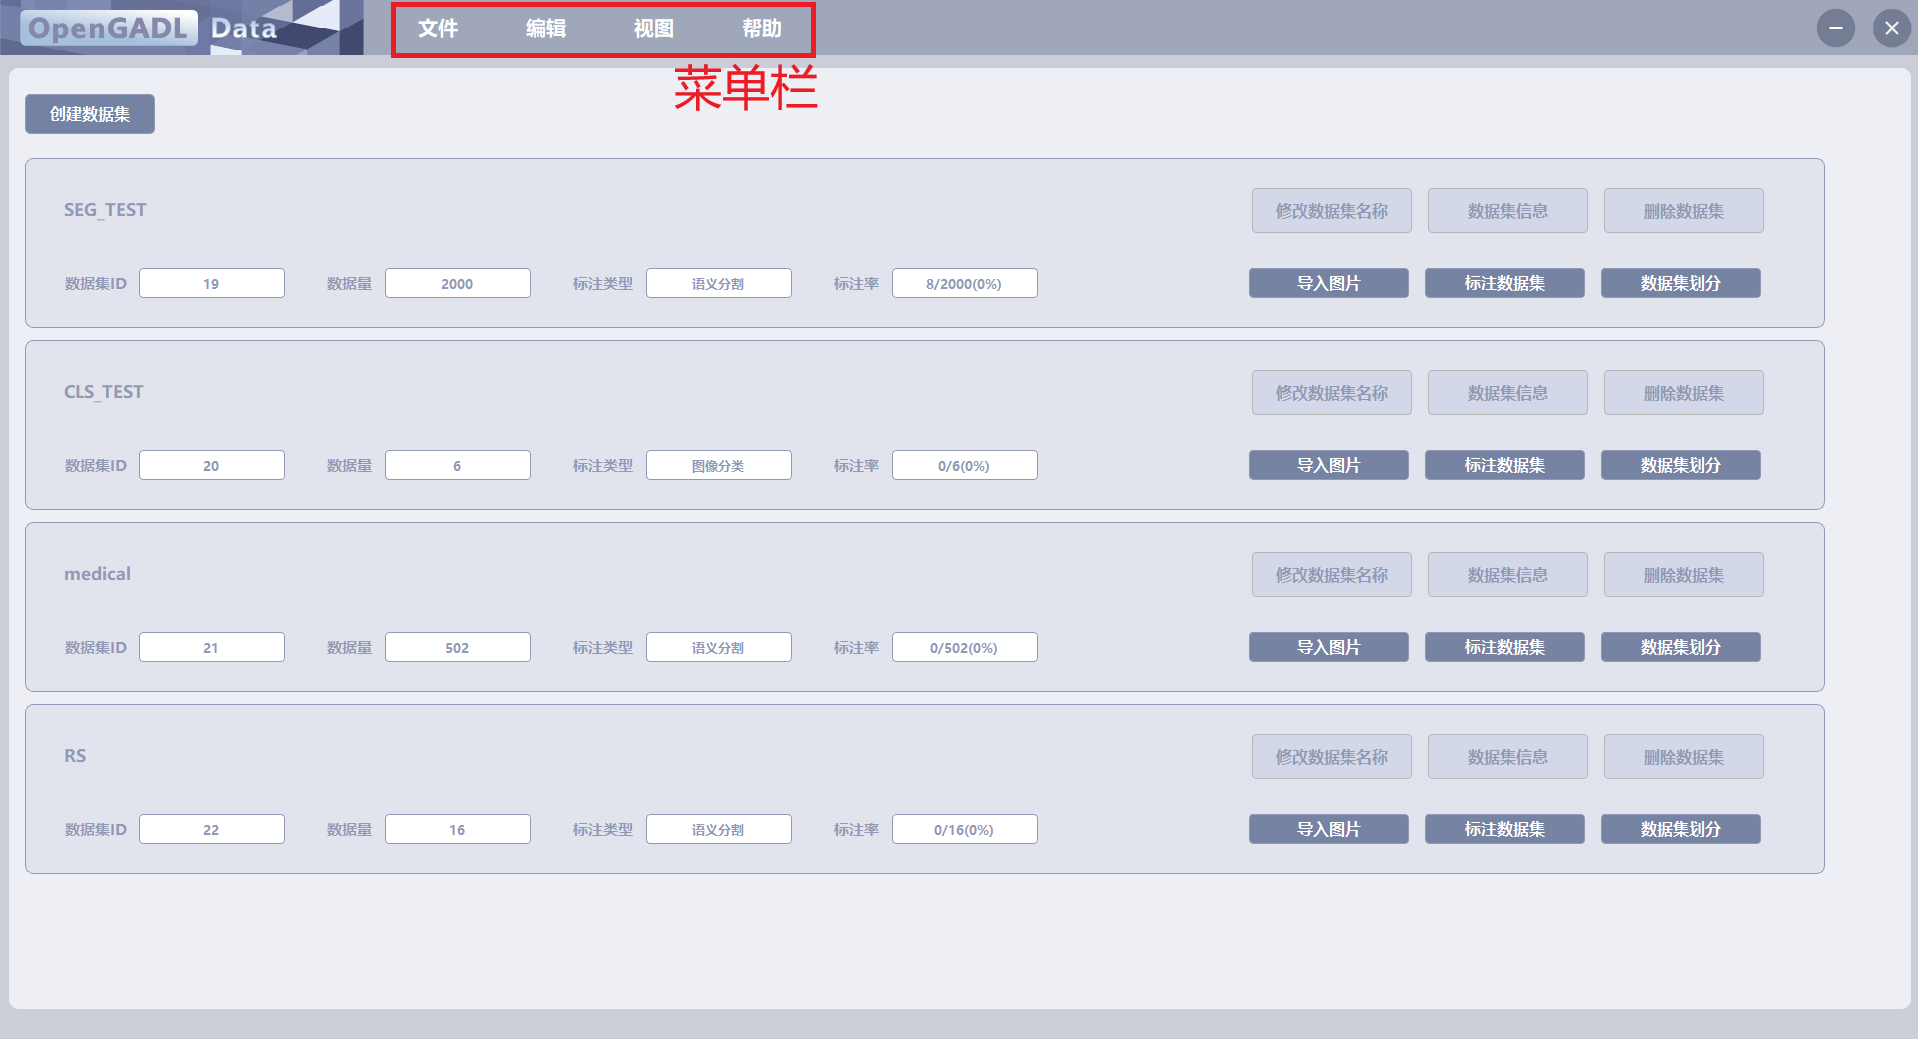 OpenGADL Data 文件 编辑 视图 帮助
菜单栏
创建数据集
SEG_TEST 修改数据集名称 数据集信息 删除数据集
数据集ID 19 数据量 2000 标注类型 语义分割 标注率 8/2000(0%) 导入图片 标注数据集 数据集划分
CLS_TEST 修改数据集名称 数据集信息 删除数据集
数据集ID 20 数据量 6 标注类型 图像分类 标注率 0/6(0%) 导入图片 标注数据集 数据集划分
medical 修改数据集名称 数据集信息 删除数据集
数据集ID 21 数据量 502 标注类型 语义分割 标注率 0/502(0%) 导入图片 标注数据集 数据集划分
RS 修改数据集名称 数据集信息 删除数据集
数据集ID 22 数据量 16 标注类型 语义分割 标注率 0/16(0%) 导入图片 标注数据集 数据集划分